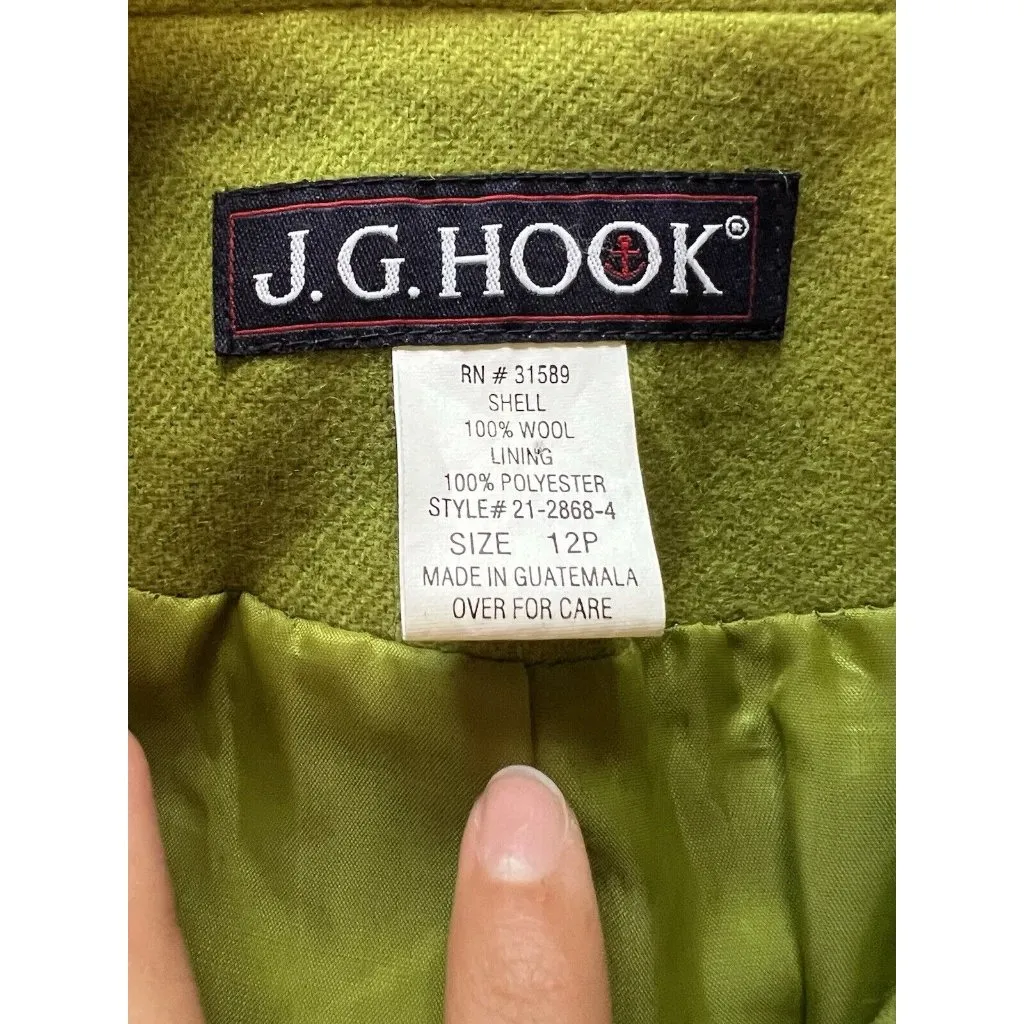 J.G.HOOK®
RN # 31589
SHELL
100% WOOL
LINING
100% POLYESTER
STYLE# 21-2868-4
SIZE 12P
MADE IN GUATEMALA
OVER FOR CARE